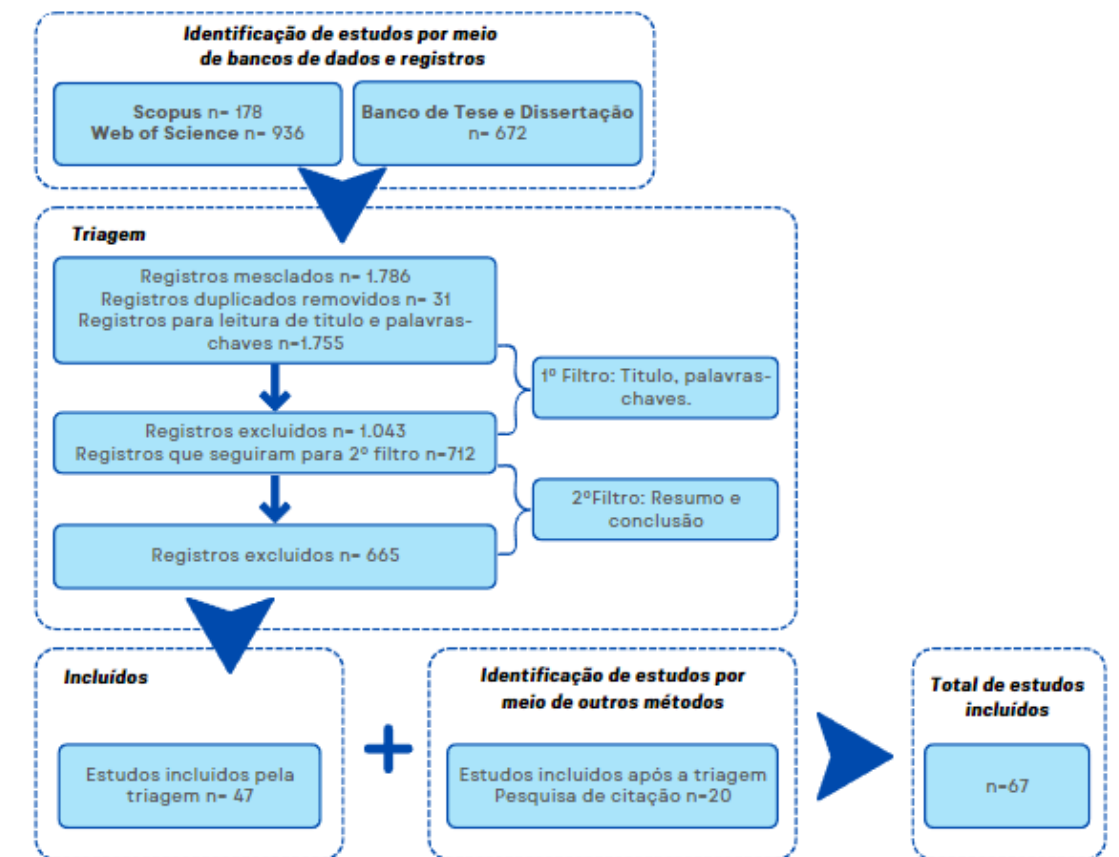 Identificação de estudos por meio
de bancos de dados e registros
Scopus n= 178
Web of Science n= 936
Banco de Tese e Dissertação
n= 672
Triagem
Registros mesclados n= 1.786
Registros duplicados removidos n= 31
Registros para leitura de titulo e palavras-
chaves n=1.755
1º Filtro: Titulo, palavras-
chaves.
Registros excluidos n= 1.043
Registros que seguiram para 2º filtro n=712
2ºFiltro: Resumo e
conclusão
Registros excluidos n= 665
Incluídos
Estudos incluidos pela
triagem n= 47
Identificação de estudos por
meio de outros métodos
Estudos incluidos após a triagem
Pesquisa de citação n=20
Total de estudos
incluídos
n=67